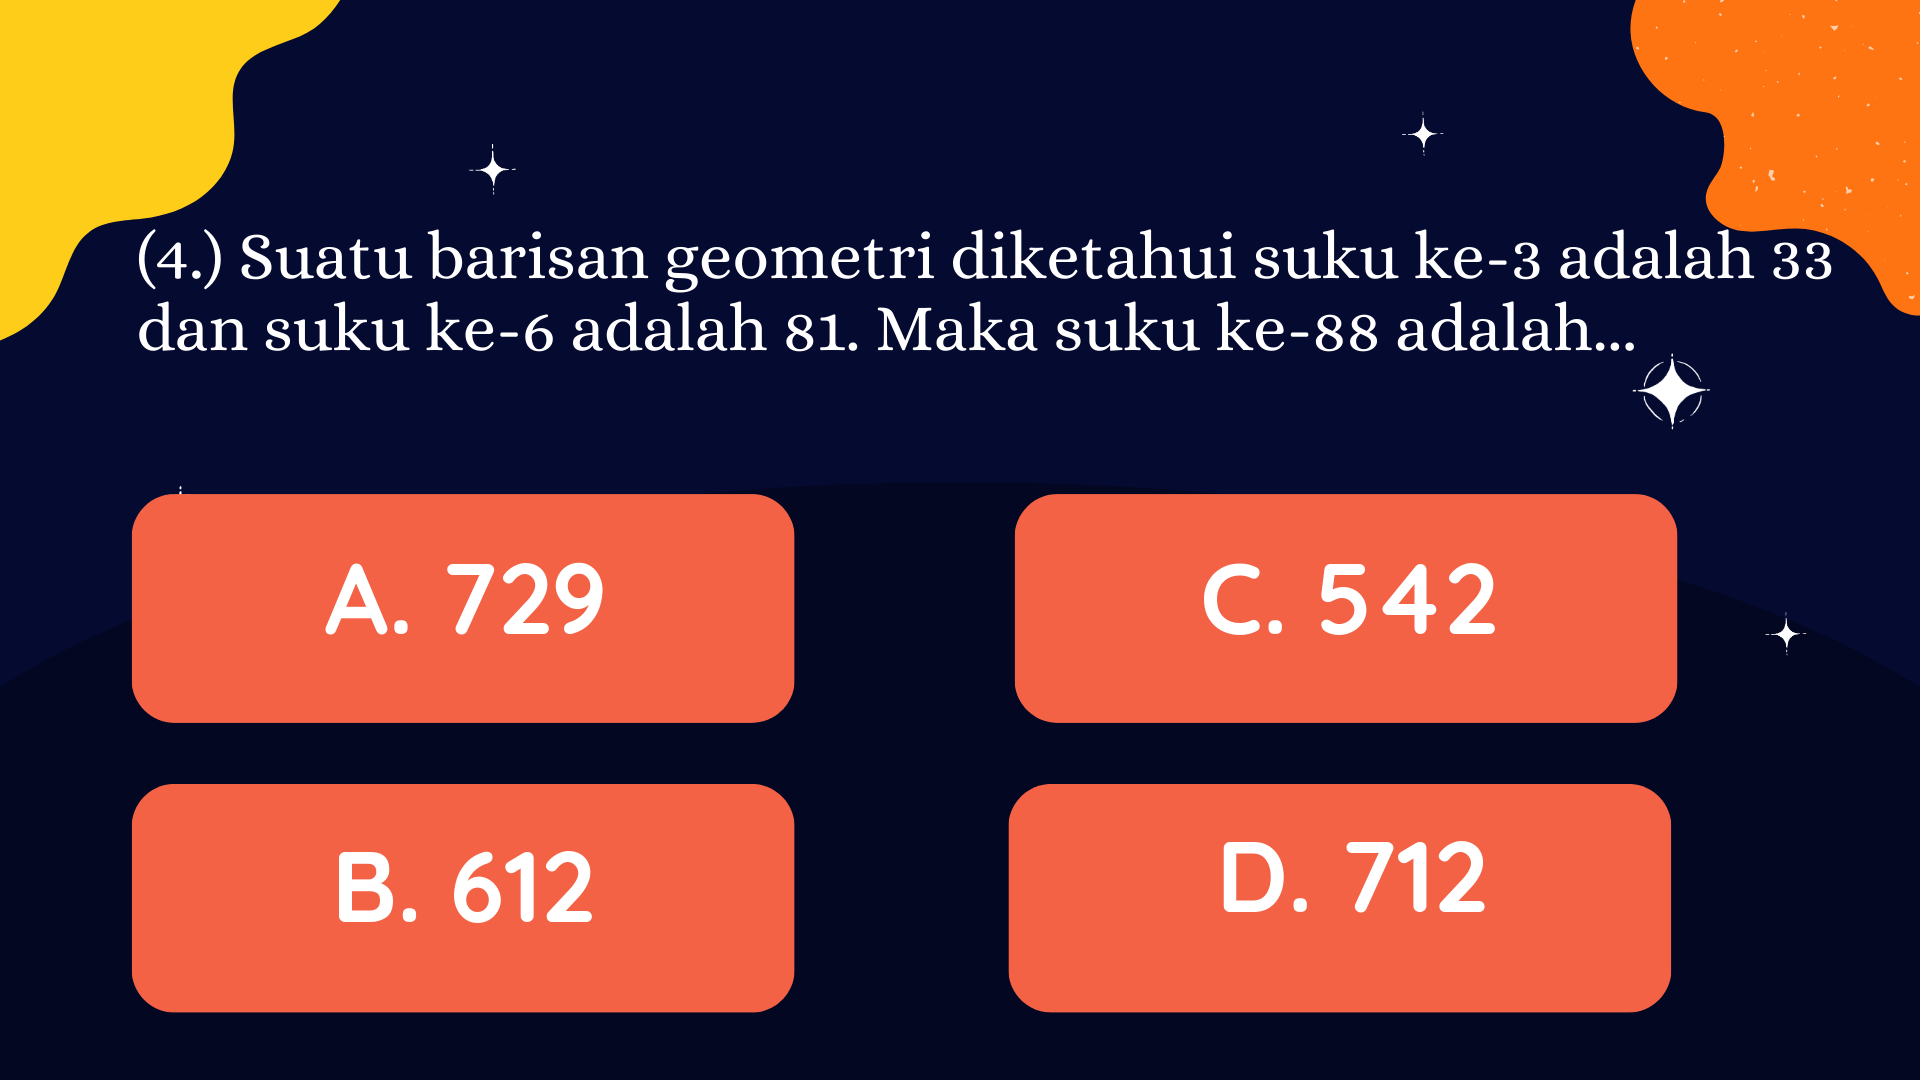 (4.) Suatu barisan geometri diketahui suku ke-3 adalah 33
dan suku ke-6 adalah 81. Maka suku ke-88 adalah...
A. 729
C. 542
B. 612
D. 712